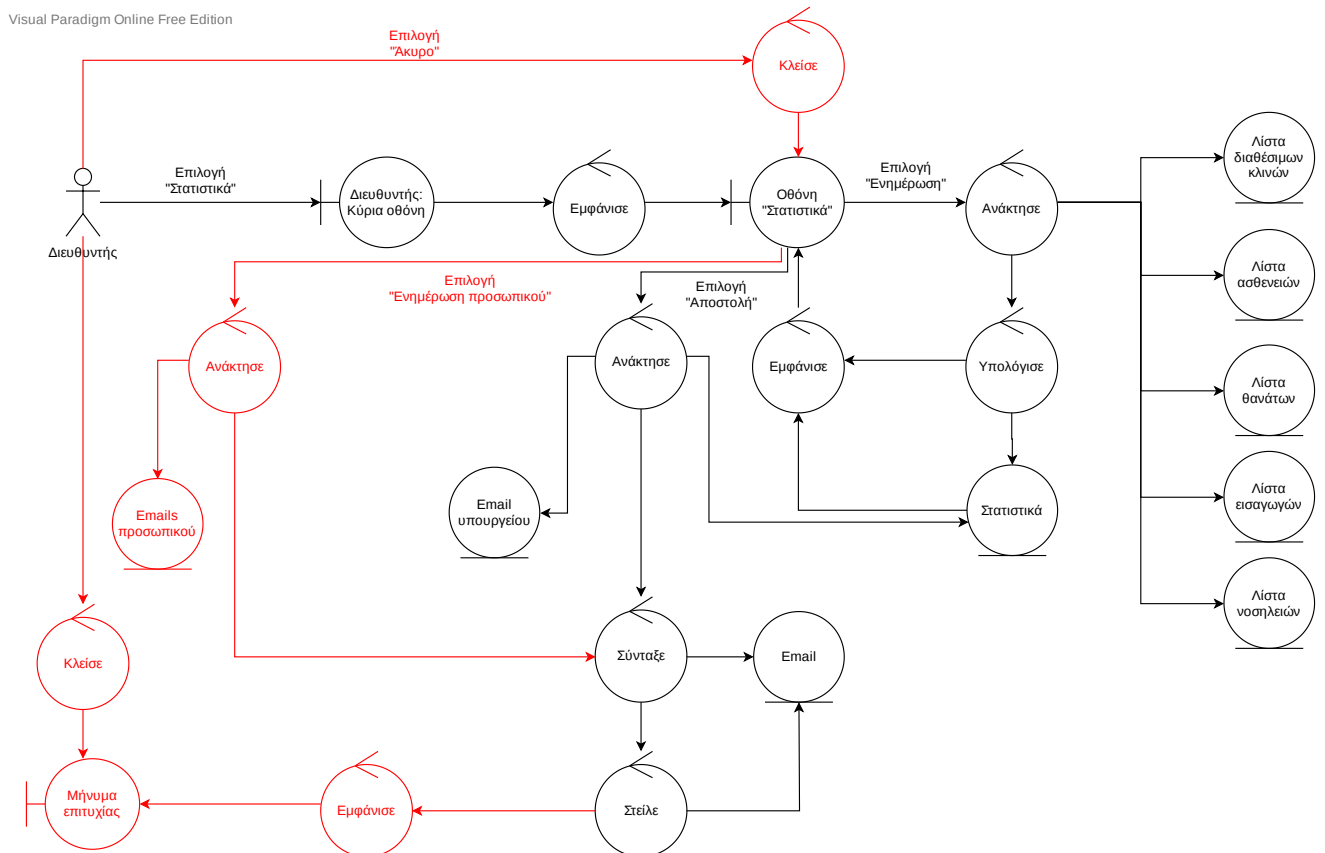 Visual Paradigm Online Free Edition
Επιλογή
"Άκυρο"
Κλείσε
Επιλογή
"Στατιστικά"
Διευθυντής:
Κύρια οθόνη
Εμφάνισε
Οθόνη
"Στατιστικά"
Επιλογή
"Ενημέρωση"
Ανάκτησε
Λίστα
διαθέσιμων
κλινών
Διευθυντής
Επιλογή
"Ενημέρωση προσωπικού"
Επιλογή
"Αποστολή"
Λίστα
ασθενειών
Ανάκτησε
Ανάκτησε
Εμφάνισε
Υπολόγισε
Λίστα
θανάτων
Emails
προσωπικού
Email
υπουργείου
Στατιστικά
Λίστα
εισαγωγών
Λίστα
νοσηλειών
Κλείσε
Σύνταξε
Email
Μήνυμα
επιτυχίας
Εμφάνισε
Στείλε